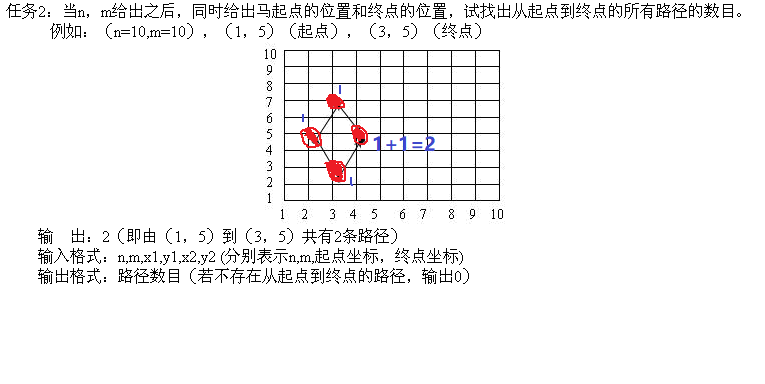 任务2：当n，m给出之后，同时给出马起点的位置和终点的位置，试找出从起点到终点的所有路径的数目。
例如：（n=10,m=10），（1，5）（起点），（3，5）（终点）
10
9
8
7
6
5
4
3
2
1
1
1
1+1=2
1
1 2 3 4 5 6 7 8 9 10
输 出：2（即由（1，5）到（3，5）共有2条路径）
输入格式：n,m,x1,y1,x2,y2 (分别表示n,m,起点坐标，终点坐标)
输出格式：路径数目（若不存在从起点到终点的路径，输出0）